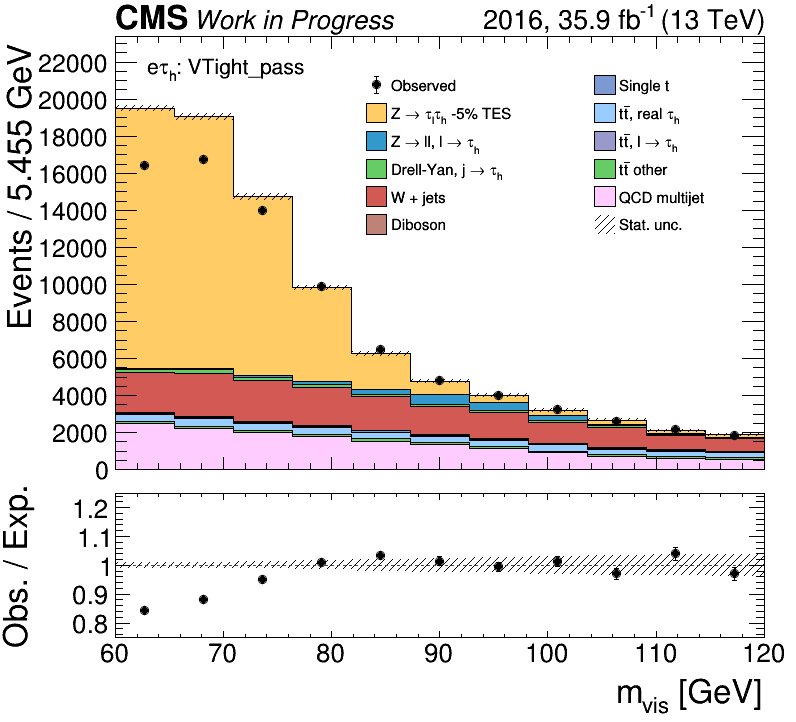 CMS Work in Progress 2016, 35.9 fb⁻¹ (13 TeV)
eτₕ: VTight_pass
Observed
Z → τₗτₕ -5% TES
Z → ll, l → τₕ
Drell-Yan, j → τₕ
W + jets
Diboson
Single t
tt̄, real τₕ
tt̄, l → τₕ
tt̄ other
QCD multijet
Stat. unc.
Events / 5.455 GeV
22000
20000
18000
16000
14000
12000
10000
8000
6000
4000
2000
0
Obs. / Exp.
1.2
1.1
1
0.9
0.8
60 70 80 90 100 110 120
m_vis [GeV]